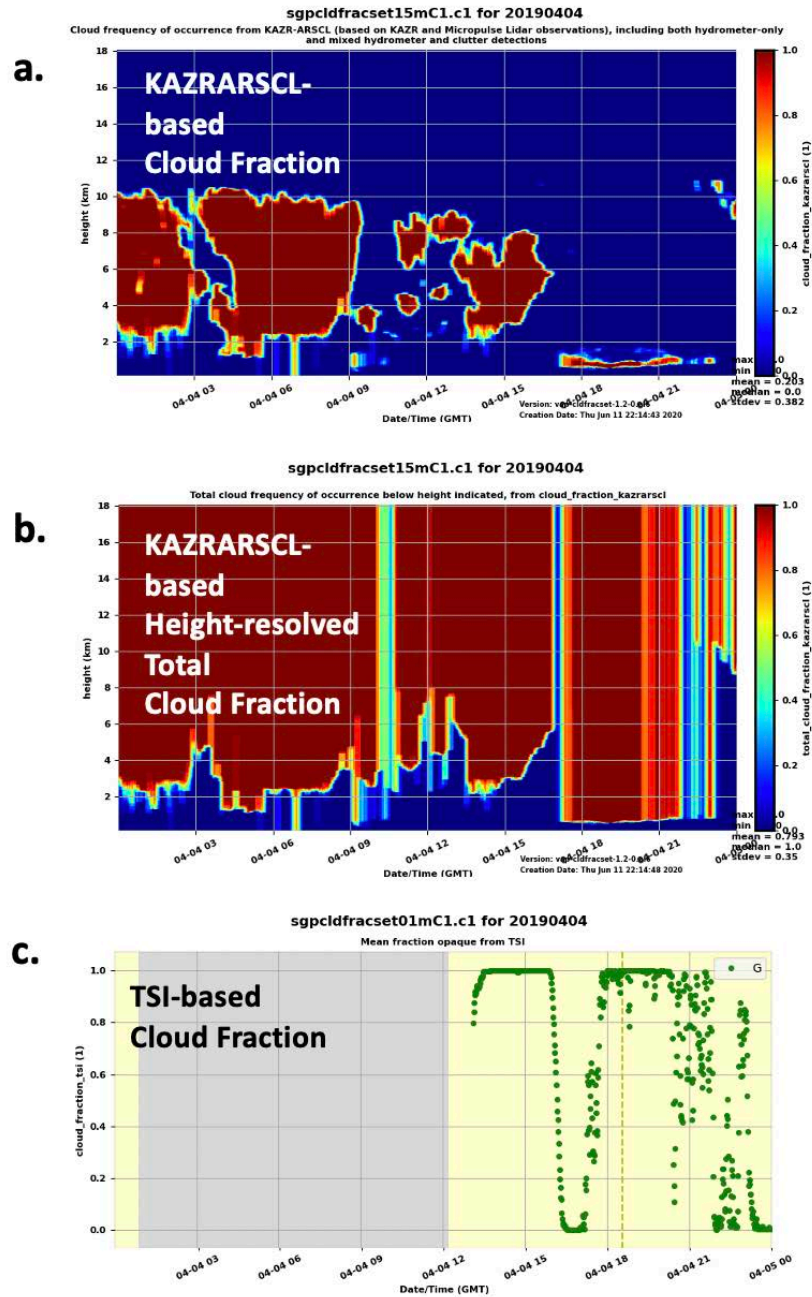 sgpcldfracset15mC1.c1 for 20190404
Cloud frequency of occurrence from KAZR-ARSCL (based on KAZR and Micropulse Lidar observations), including both hydrometer-only
and mixed hydrometer and clutter detections
a.
KAZRARSCL-
based
Cloud Fraction
18
16
14
12
10
8
6
4
2
height (km)
04-04 03
04-04 06
04-04 09
04-04 12
04-04 15
04-04 18
04-04 21
04-05 00
Date/Time (GMT)
1.0
0.8
0.6
0.4
0.2
0.0
cloud_fraction_kazrarscl (1)
mean = 0.203
median = 0.0
stdev = 0.382
Creation Date: Thu Jun 11 22:14:43 2020
sgpcldfracset15mC1.c1 for 20190404
Total cloud frequency of occurrence below height indicated, from cloud_fraction_kazrarscl
b.
KAZRARSCL-
based
Height-resolved
Total
Cloud Fraction
18
16
14
12
10
8
6
4
2
height (km)
04-04 03
04-04 06
04-04 09
04-04 12
04-04 15
04-04 18
04-04 21
04-05 00
Date/Time (GMT)
1.0
0.8
0.6
0.4
0.2
0.0
total_cloud_fraction_kazrarscl (1)
mean = 0.793
median = 1.0
stdev = 0.35
Creation Date: Thu Jun 11 22:14:48 2020
sgpcldfracset01mC1.c1 for 20190404
Mean fraction opaque from TSI
c.
TSI-based
Cloud Fraction
G
1.0
0.8
0.6
0.4
0.2
0.0
cloud_fraction_tsi (1)
04-04 03
04-04 06
04-04 09
04-04 12
04-04 15
04-04 18
04-04 21
04-05 00
Date/Time (GMT)